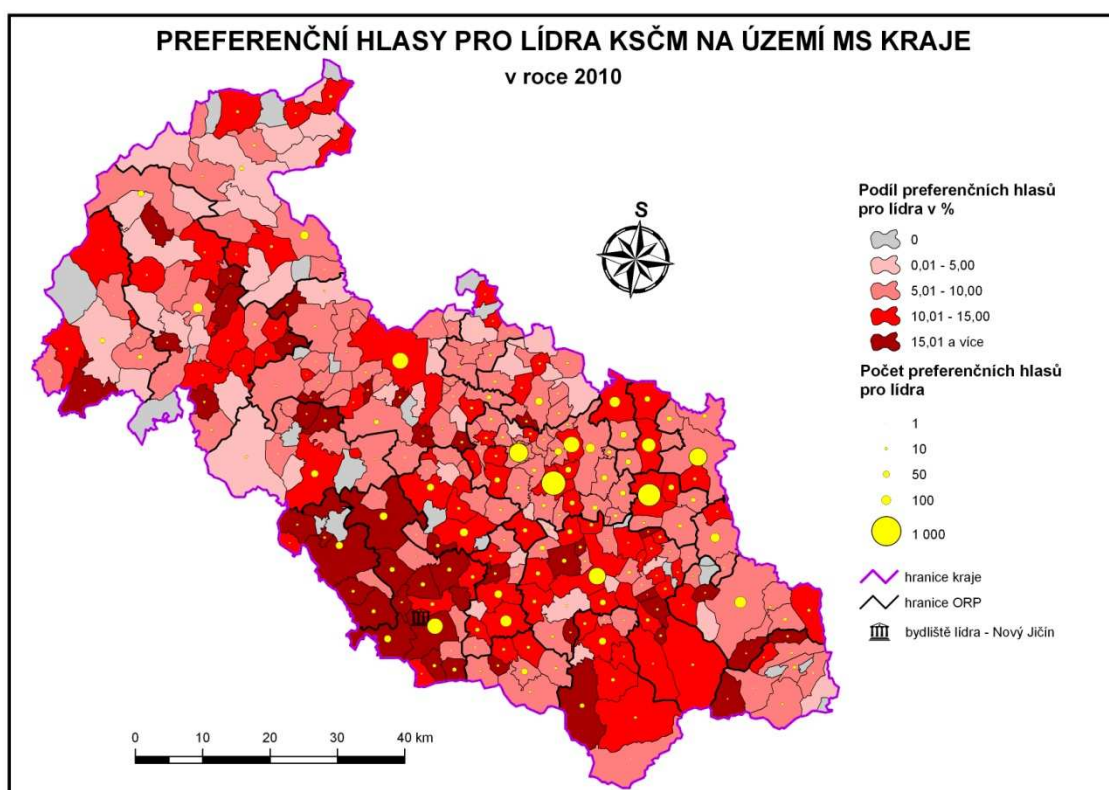 PREFERENČNÍ HLASY PRO LÍDRA KSČM NA ÚZEMÍ MS KRAJE
v roce 2010
S
Podíl preferenčních hlasů
pro lídra v %
0
0,01 - 5,00
5,01 - 10,00
10,01 - 15,00
15,01 a více
Počet preferenčních hlasů
pro lídra
1
10
50
100
1 000
hranice kraje
hranice ORP
bydliště lídra - Nový Jičín
0 10 20 30 40 km